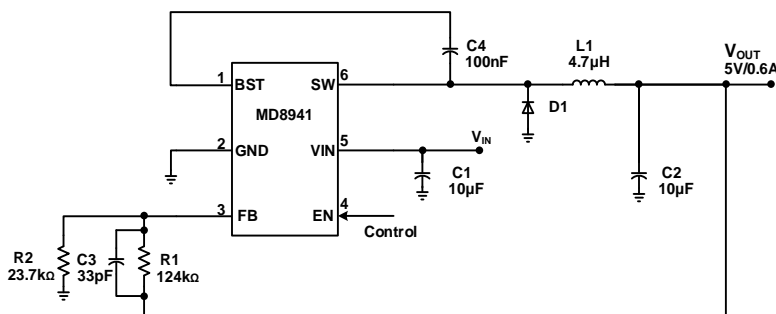 C4
100nF
L1
4.7µH
VOUT
5V/0.6A
1
BST
SW
6
MD8941
D1
2
GND
VIN
5
VIN
C1
10µF
C2
10µF
3
FB
EN
4
Control
R2
23.7kΩ
C3
33pF
R1
124kΩ